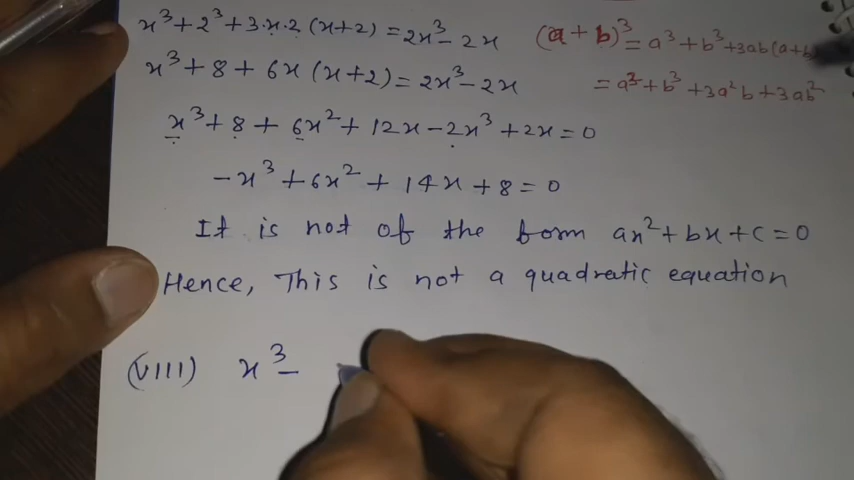 x³ + 2³ + 3·x·2 (x+2) = 2x³ - 2x
(a + b)³ = a³ + b³ + 3ab (a+b
x³ + 8 + 6x (x+2) = 2x³ - 2x
= a³ + b³ + 3a²b + 3ab²
x³ + 8 + 6x² + 12x - 2x³ + 2x = 0
-x³ + 6x² + 14x + 8 = 0
It is not of the form ax² + bx + c = 0
Hence, This is not a quadratic equation
(VIII) x³ -